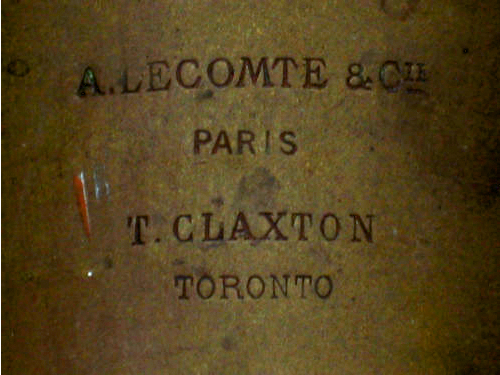 A. LECOMTE & CIE
PARIS
T. CLAXTON
TORONTO